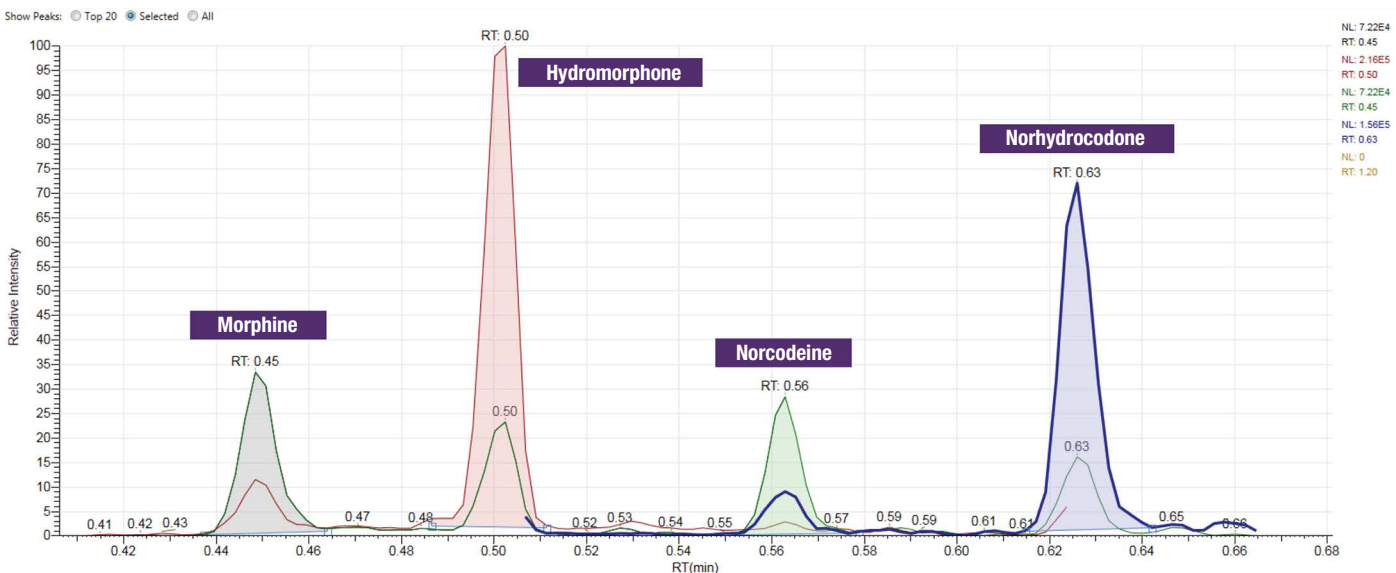 Show Peaks: Top 20 Selected All
NL: 7.22E4
RT: 0.45
NL: 2.16E5
RT: 0.50
NL: 7.22E4
RT: 0.45
NL: 1.56E5
RT: 0.63
NL: 0
RT: 1.20
RT: 0.50
Hydromorphone
Norhydrocodone
RT: 0.63
Morphine
RT: 0.45
Norcodeine
RT: 0.56
0.50
0.63
0.41 0.42 0.43 0.47 0.48 0.52 0.53 0.54 0.55 0.57 0.59 0.59 0.61 0.61 0.65 0.66
100
95
90
85
80
75
70
65
60
55
50
45
40
35
30
25
20
15
10
5
0
Relative Intensity
0.42 0.44 0.46 0.48 0.50 0.52 0.54 0.56 0.58 0.60 0.62 0.64 0.66 0.68
RT(min)